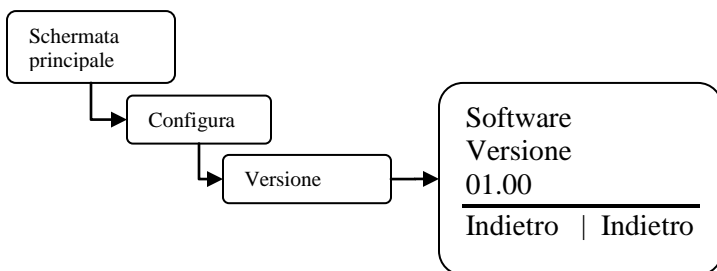 Schermata
principale
Configura
Versione
Software
Versione
01.00
Indietro | Indietro